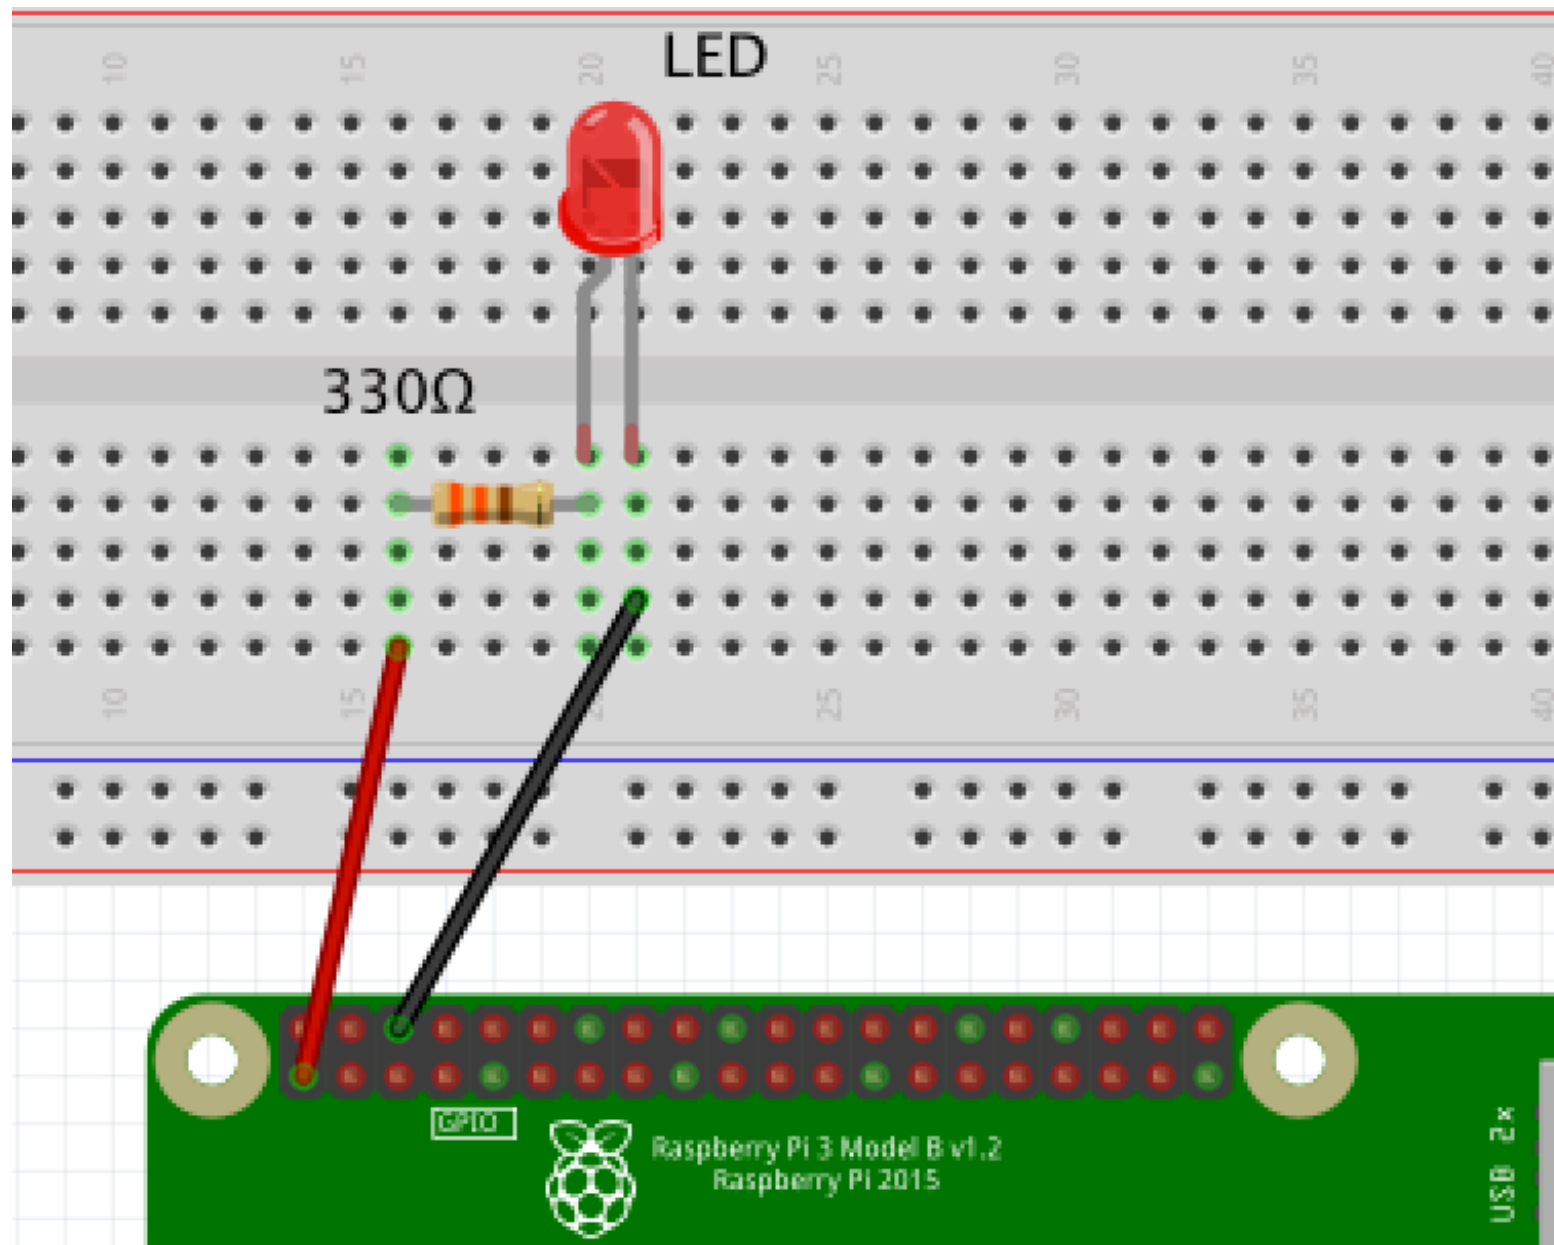 LED
10 15 20 25 30 35 40
330Ω
10 15 25 30 35 40
GPIO
Raspberry Pi 3 Model B v1.2
Raspberry Pi 2015
USB 2x